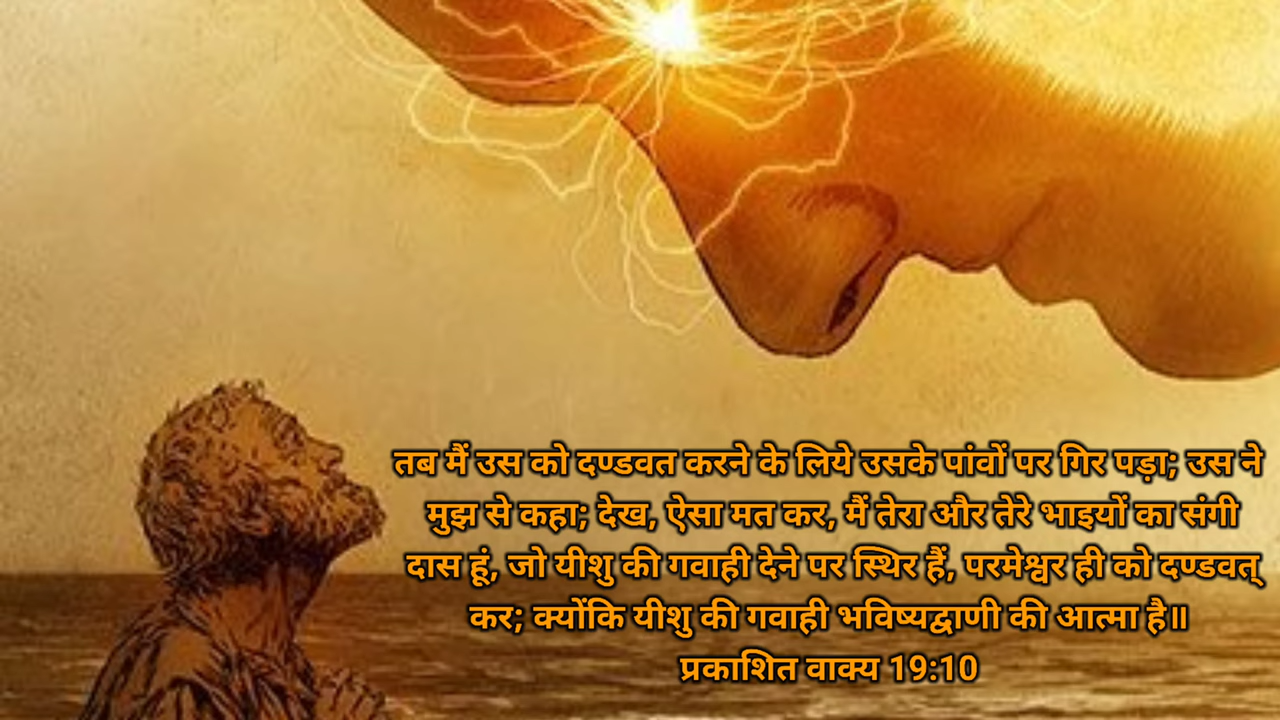 तब मैं उस को दण्डवत करने के लिये उसके पांवों पर गिर पड़ा; उस ने
मुझ से कहा; देख, ऐसा मत कर, मैं तेरा और तेरे भाइयों का संगी
दास हूं, जो यीशु की गवाही देने पर स्थिर हैं, परमेश्वर ही को दण्डवत्
कर; क्योंकि यीशु की गवाही भविष्यद्वाणी की आत्मा है॥
प्रकाशित वाक्य 19:10